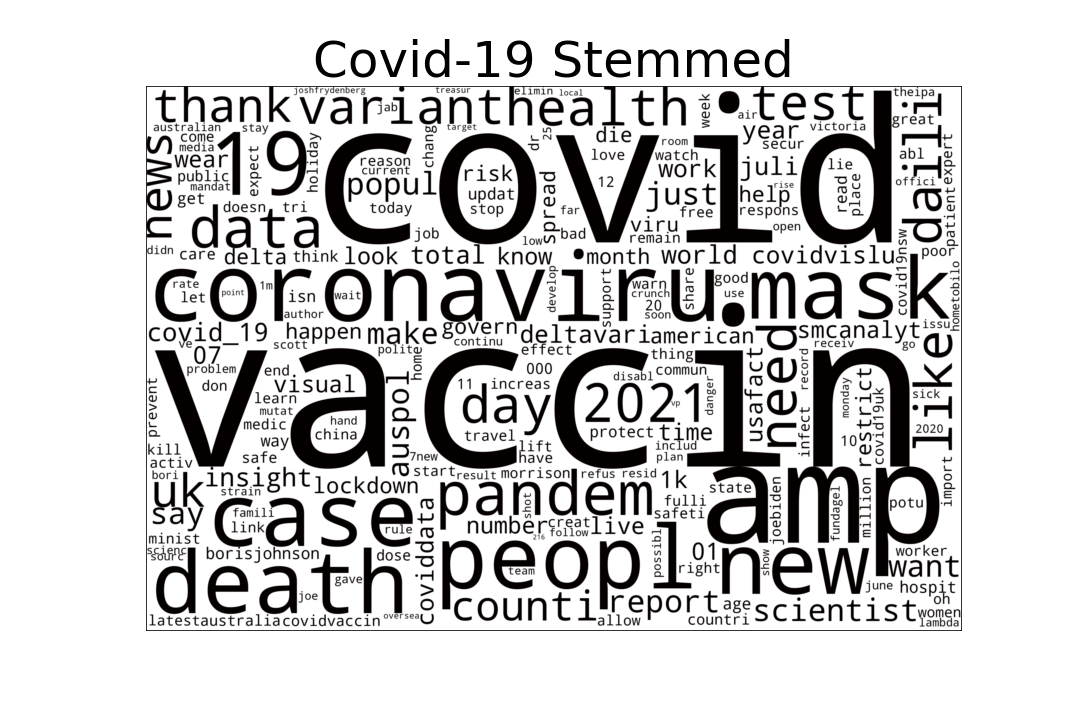 Covid-19 Stemmed
joshfrydenberg treasur elimin local theipa
thank variant health test
jab week air great
australian stay chang target dr 25 die year victoria
come 19 covid room secur abl daili
media reason love watch juli lie expert
news wear expect holiday current risk work
public popul updat 12 just help rise read place offici
mandat spread
get doesn tri today stop far free respons patient
data job low bad viru remain open
didn care delta think look total know month world covidvislu poor
rate 1m coronaviru develop support warn share good mask covid19nsw hometobilo
let point isn wait crunch use
author 20 soon
covid_19 happen make govern deltavari american smcanalyt issu
ve scott polite continu effect thing receiv go
07 vaccin home need like
problem end 000 disabl commun record
don visual 11 increas danger usafact monday sick
prevent learn auspol day 2021 vp restrict covid19uk
mutat hand
medic china travel protect time infect 10 2020
way lift includ
kill safe 7new have plan
activ start result morrison refus resid
bori insight lockdown pandem 1k amp import
uk strain shot fulli state joebiden fundagel million potu
say case famili number creat live safeti
link rule 216 follow
minist
scienc borisjohnson dose peopl possibl 01 new show worker
sourc team right want
death gave coviddata june hospit
joe counti report age scientist oh
women
latestaustraliacovidvaccin oversea allow countri lambda